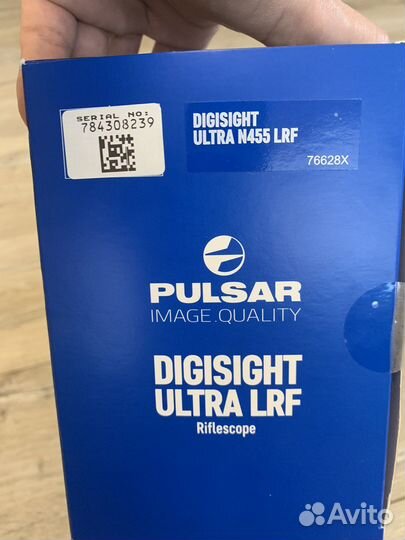 SERIAL NO:
784308239
DIGISIGHT
ULTRA N455 LRF
76628X
PULSAR
IMAGE.QUALITY
DIGISIGHT
ULTRA LRF
Riflescope
Avito